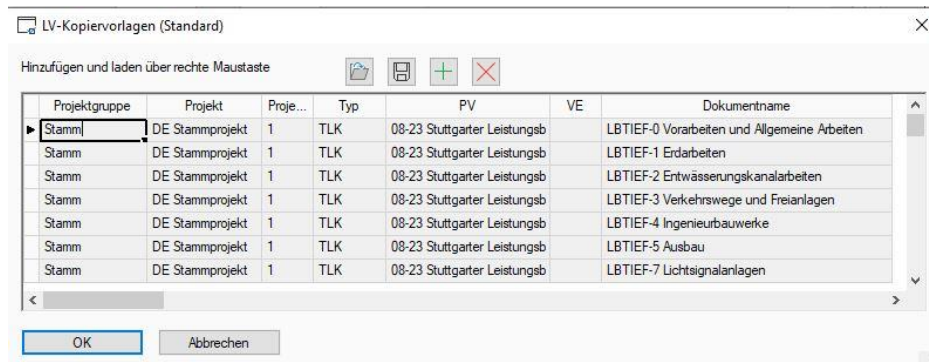 LV-Kopiervorlagen (Standard)
Hinzufügen und laden über rechte Maustaste
Projektgruppe Projekt Proje... Typ PV VE Dokumentname
Stamm DE Stammprojekt 1 TLK 08-23 Stuttgarter Leistungsb LBTIEF-0 Vorarbeiten und Allgemeine Arbeiten
Stamm DE Stammprojekt 1 TLK 08-23 Stuttgarter Leistungsb LBTIEF-1 Erdarbeiten
Stamm DE Stammprojekt 1 TLK 08-23 Stuttgarter Leistungsb LBTIEF-2 Entwässerungskanalarbeiten
Stamm DE Stammprojekt 1 TLK 08-23 Stuttgarter Leistungsb LBTIEF-3 Verkehrswege und Freianlagen
Stamm DE Stammprojekt 1 TLK 08-23 Stuttgarter Leistungsb LBTIEF-4 Ingenieurbauwerke
Stamm DE Stammprojekt 1 TLK 08-23 Stuttgarter Leistungsb LBTIEF-5 Ausbau
Stamm DE Stammprojekt 1 TLK 08-23 Stuttgarter Leistungsb LBTIEF-7 Lichtsignalanlagen
OK Abbrechen